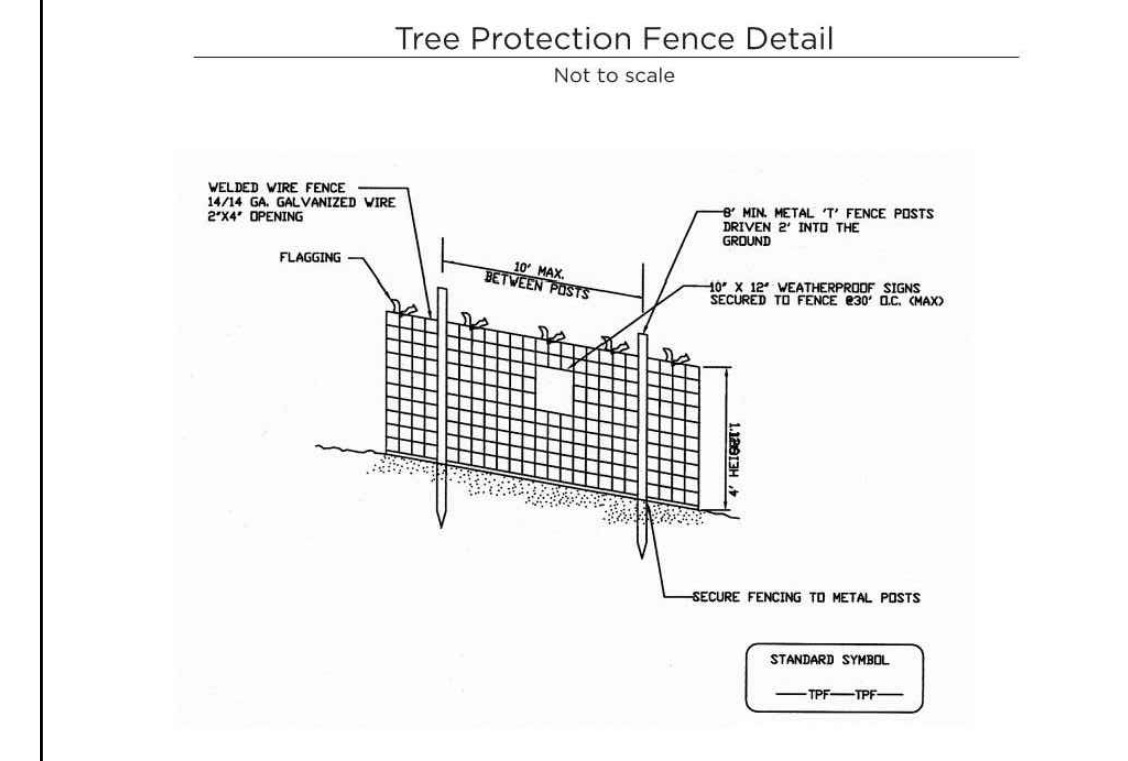 Tree Protection Fence Detail
Not to scale
WELDED WIRE FENCE
14/14 GA. GALVANIZED WIRE
2"X4" OPENING
FLAGGING
10' MAX.
BETWEEN POSTS
MIN. METAL 'T' FENCE POSTS
DRIVEN 2' INTO THE
GROUND
10" X 12" WEATHERPROOF SIGNS
SECURED TO FENCE @30' O.C. (MAX)
4' HEI
SECURE FENCING TO METAL POSTS
STANDARD SYMBOL
TPF TPF